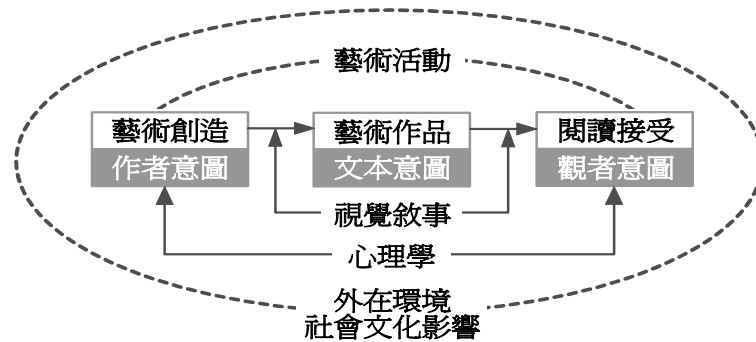 藝術活動
藝術創造 藝術作品 閱讀接受
作者意圖 文本意圖 觀者意圖
視覺敘事
心理學
外在環境
社會文化影響